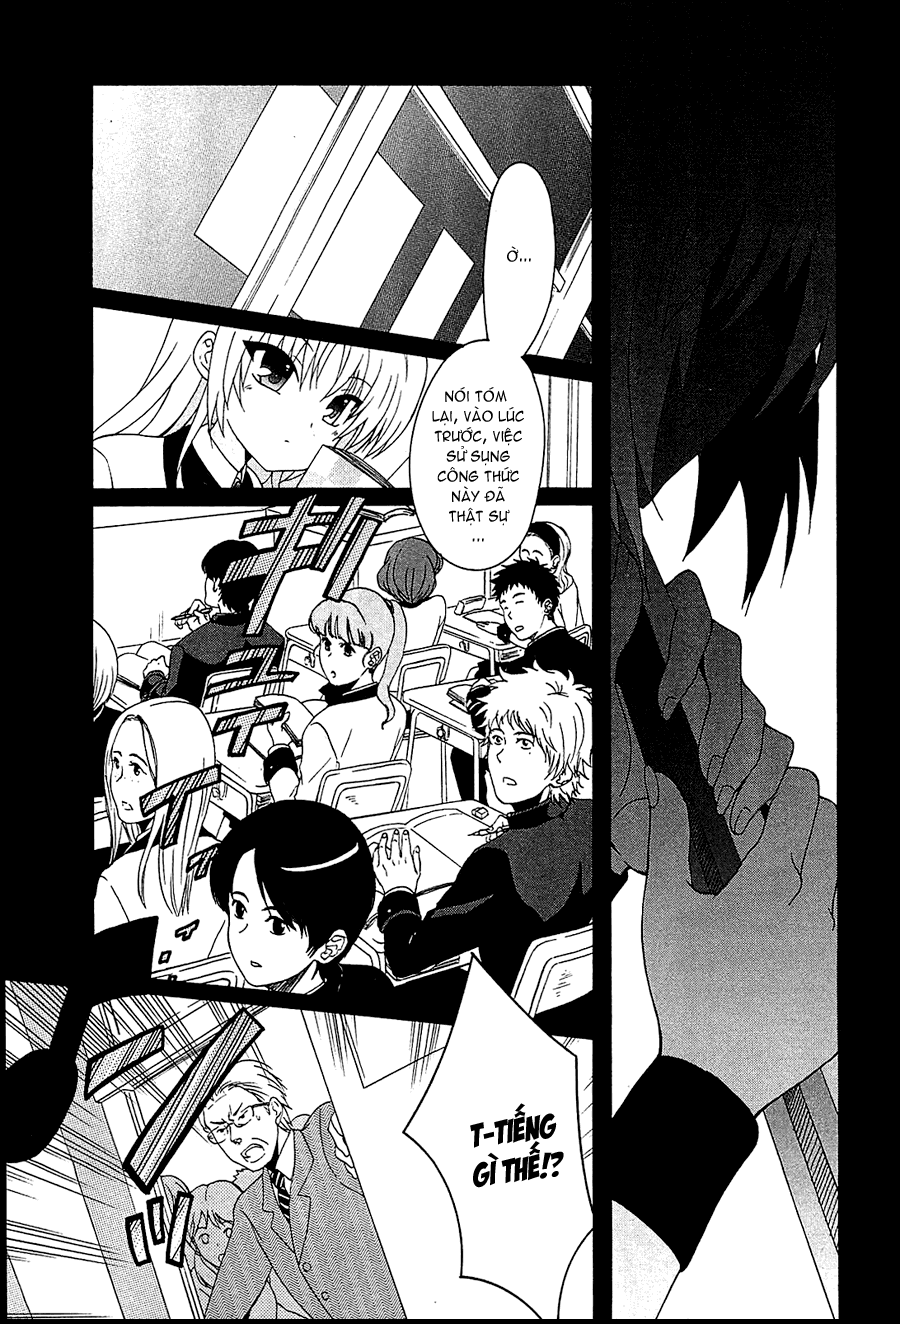 Ờ...
NÓI TÓM
LẠI, VÀO LÚC
TRƯỚC, VIỆC
SỬ SỤNG
CÔNG THỨC
NÀY ĐÃ
THẬT SỰ
...
T-TIẾNG
GÌ THẾ!?